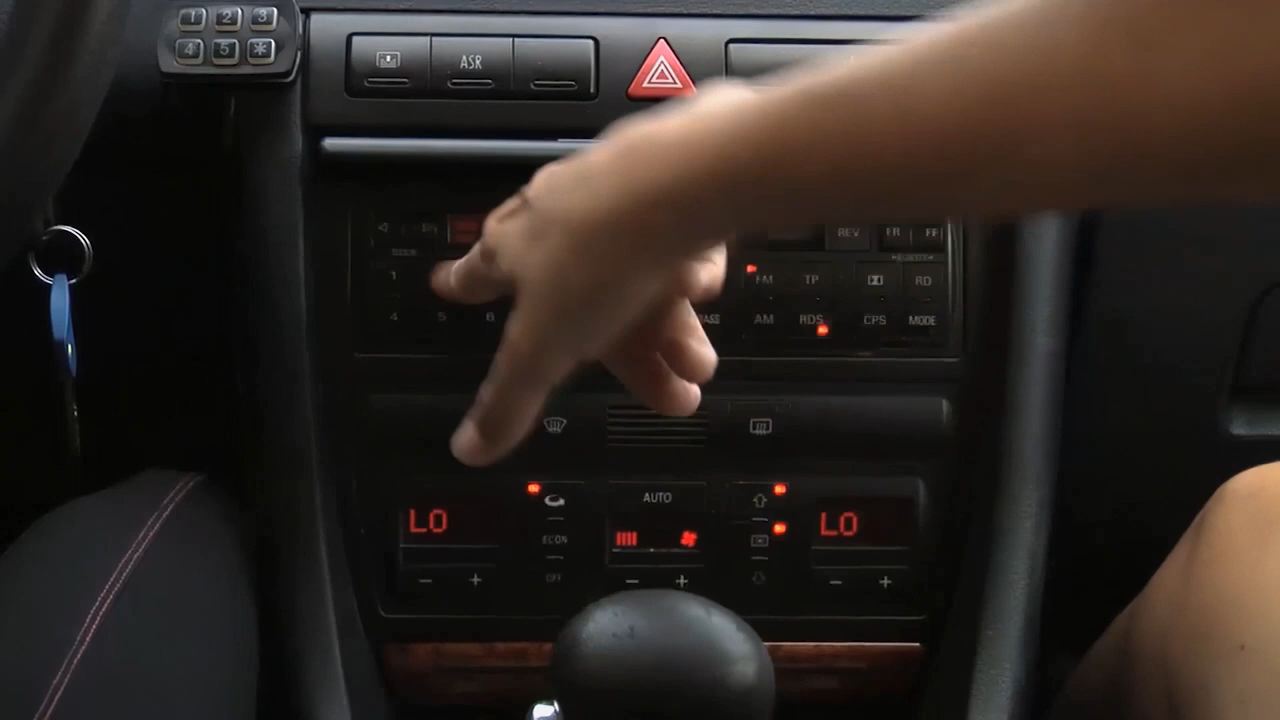 1 2 3
4 5 *
ASR
REV FR FF
1 FM TP RD
4 5 6 AM RDS CPS MODE
AUTO
LO LO
ECON
OFF
− + − + − +